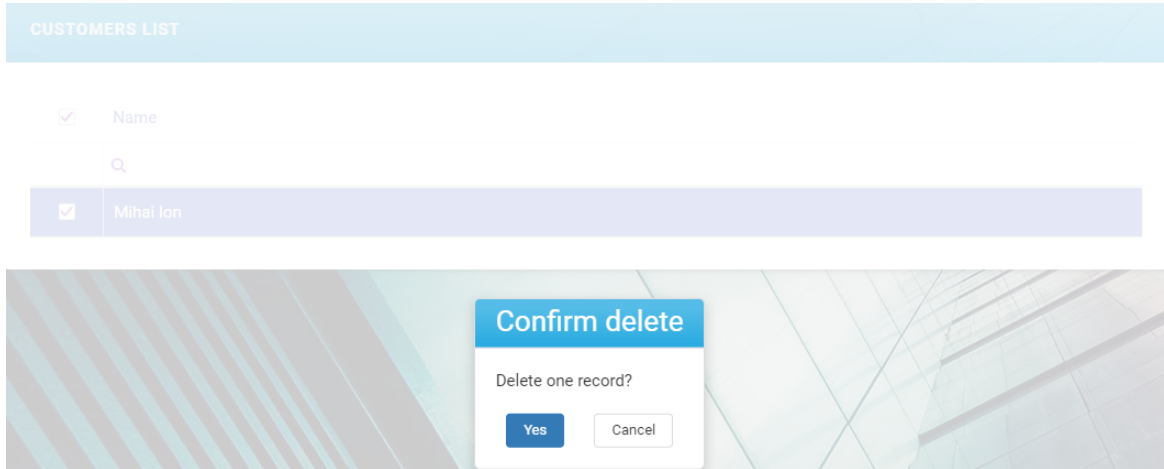 CUSTOMERS LIST
Name
Mihai Ion
Confirm delete
Delete one record?
Yes
Cancel